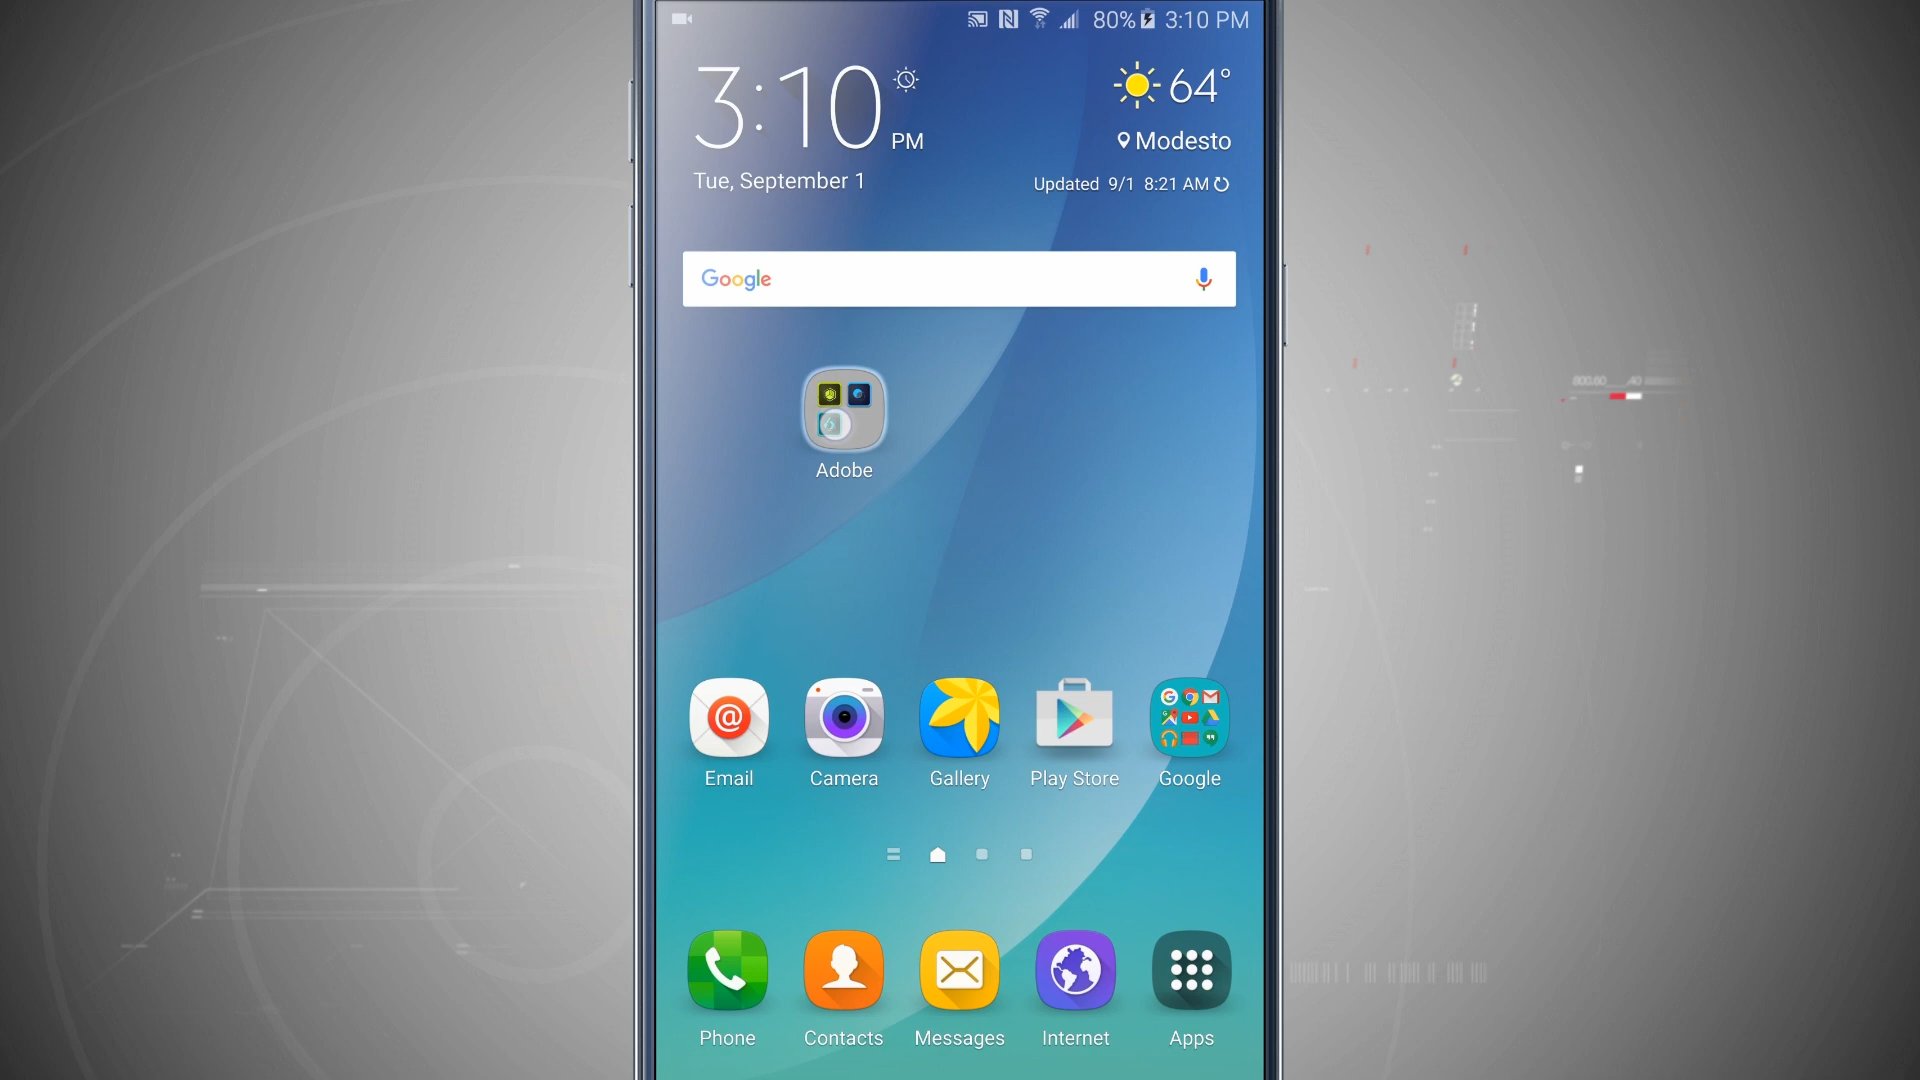 80% 3:10 PM
3:10 PM
64°
Modesto
Tue, September 1
Updated 9/1 8:21 AM
Google
Adobe
Email Camera Gallery Play Store Google
Phone Contacts Messages Internet Apps